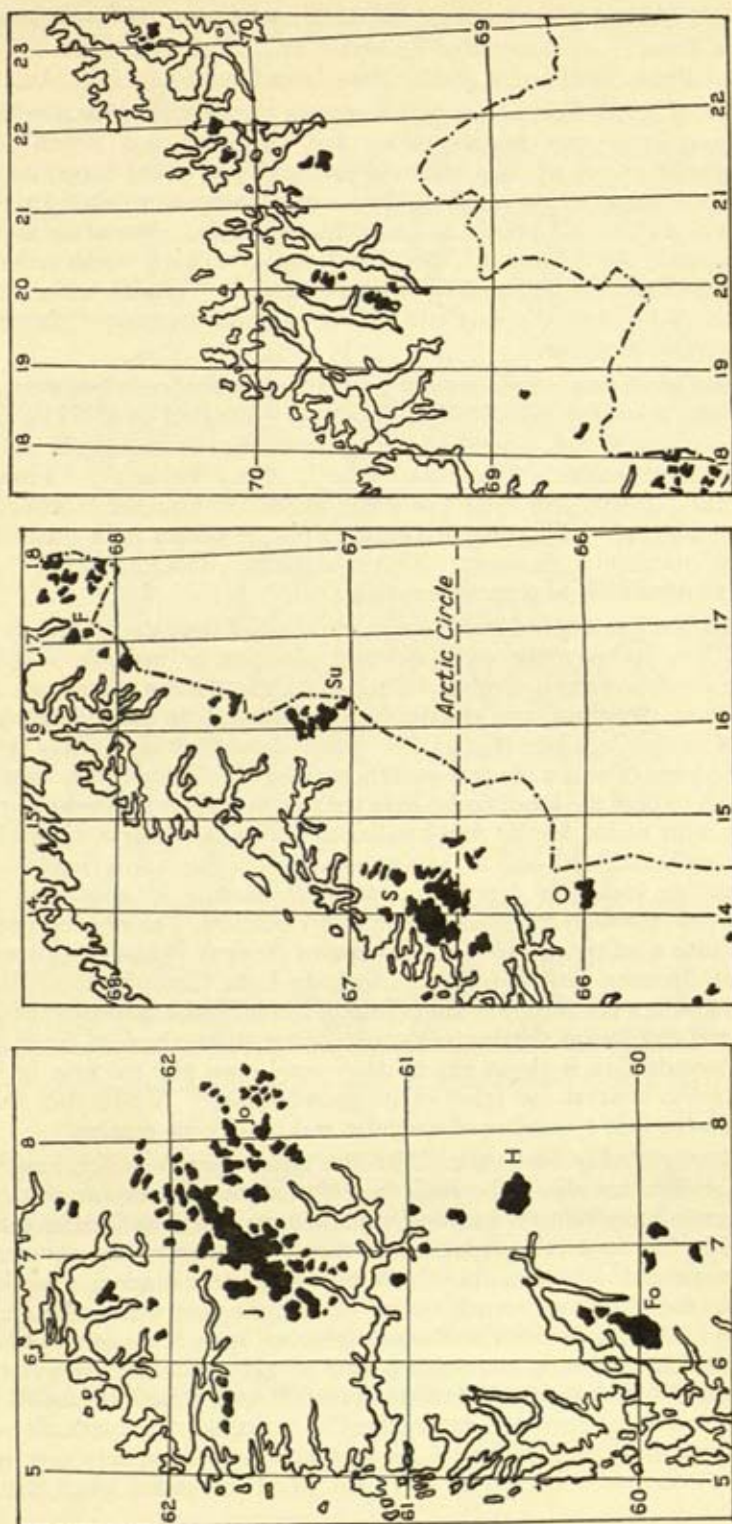 5 6 7 8
62 62
J Jo
61 61
H
60 Fo 60
5 6 7 8
14 15 16 17 18
F
68 68
Su
67 67
S
Arctic Circle
O
66 66
14 15 16 17
18 19 20 21 22 23
70 70
69 69
18 19 20 21 22